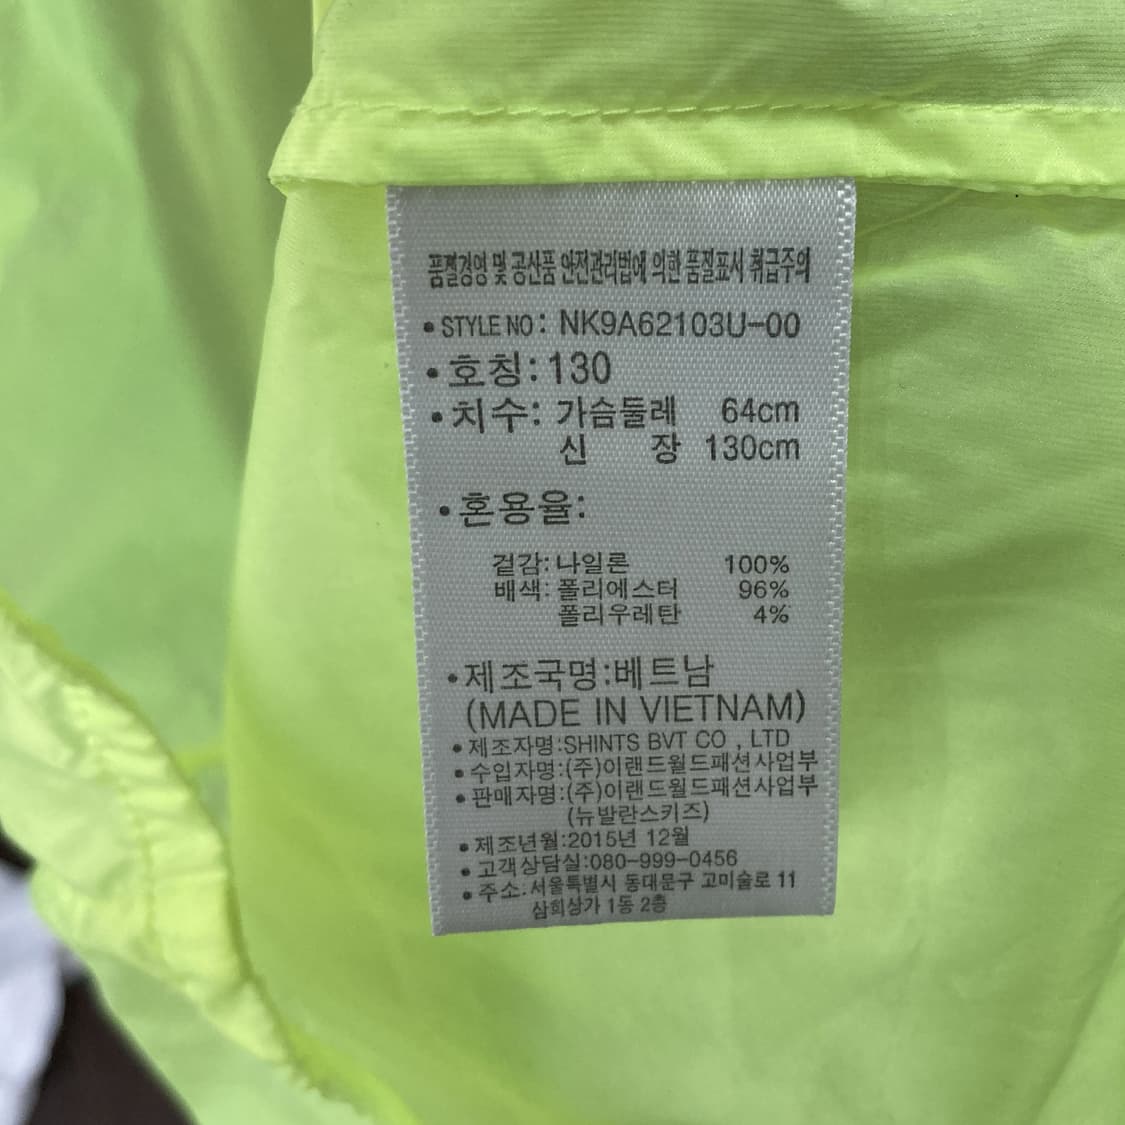 품질경영 및 공산품 안전관리법에 의한 품질표시 취급주의
• STYLE NO: NK9A62103U-00
• 호칭: 130
• 치수: 가슴둘레 64cm
신 장 130cm
• 혼용율:
겉감: 나일론 100%
배색: 폴리에스터 96%
폴리우레탄 4%
• 제조국명:베트남
(MADE IN VIETNAM)
• 제조자명:SHINTS BVT CO , LTD
• 수입자명:(주)이랜드월드패션사업부
• 판매자명:(주)이랜드월드패션사업부
(뉴발란스키즈)
• 제조년월:2015년 12월
• 고객상담실:080-999-0456
• 주소:서울특별시 동대문구 고미술로 11
삼희상가 1동 2층